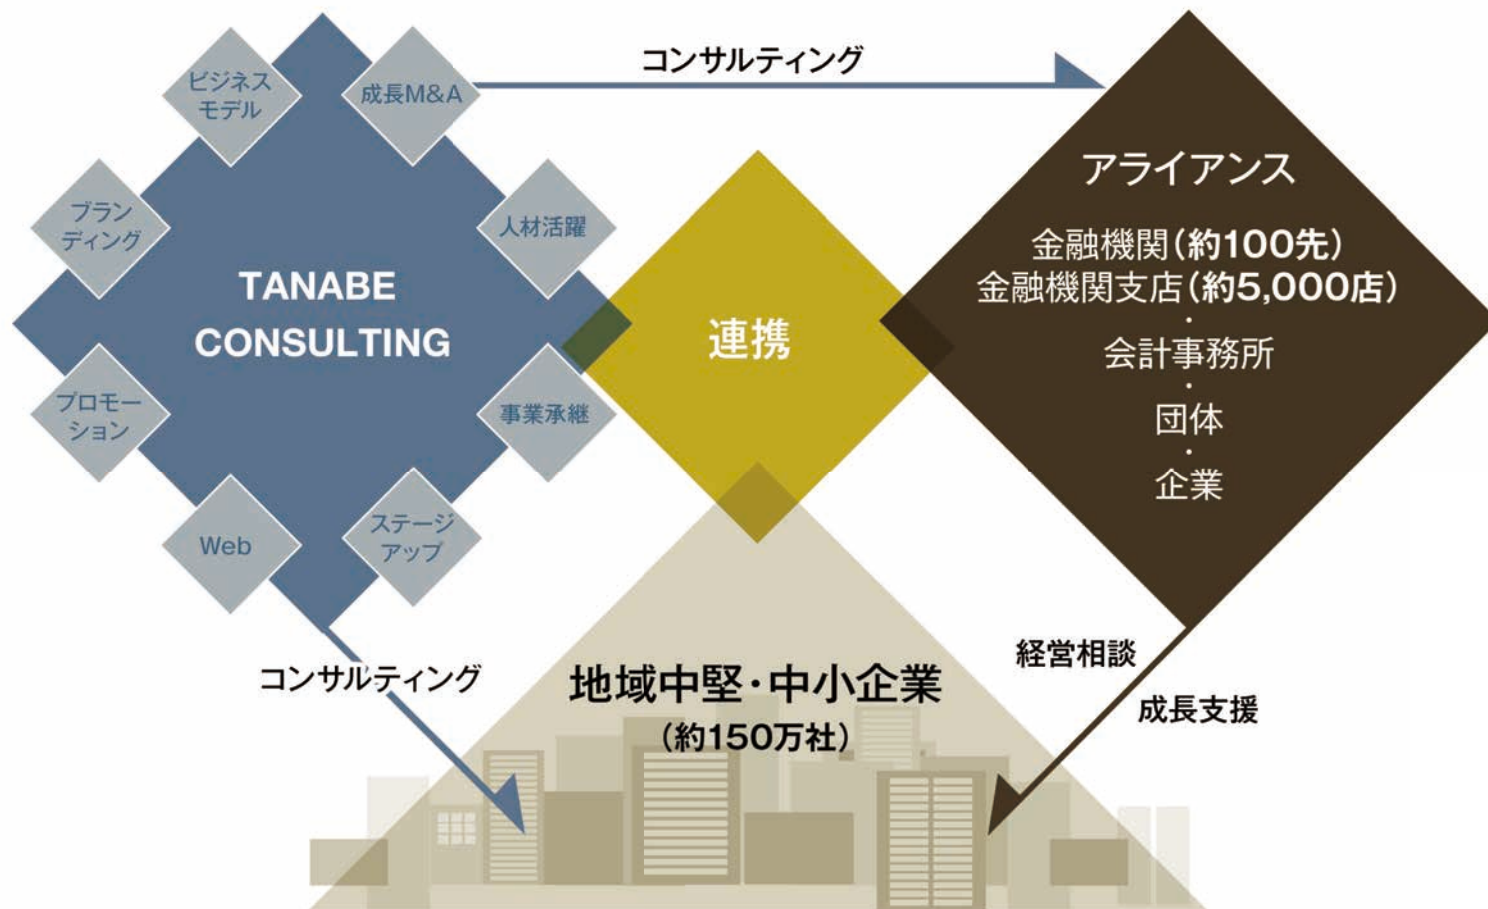 コンサルティング
ビジネス
モデル
成長M&A
ブラン
ディング
人材活躍
TANABE
CONSULTING
プロモー
ション
事業承継
Web
ステージ
アップ
連携
アライアンス
金融機関(約100先)
金融機関支店(約5,000店)
・
会計事務所
・
団体
・
企業
コンサルティング
地域中堅・中小企業
(約150万社)
経営相談
成長支援